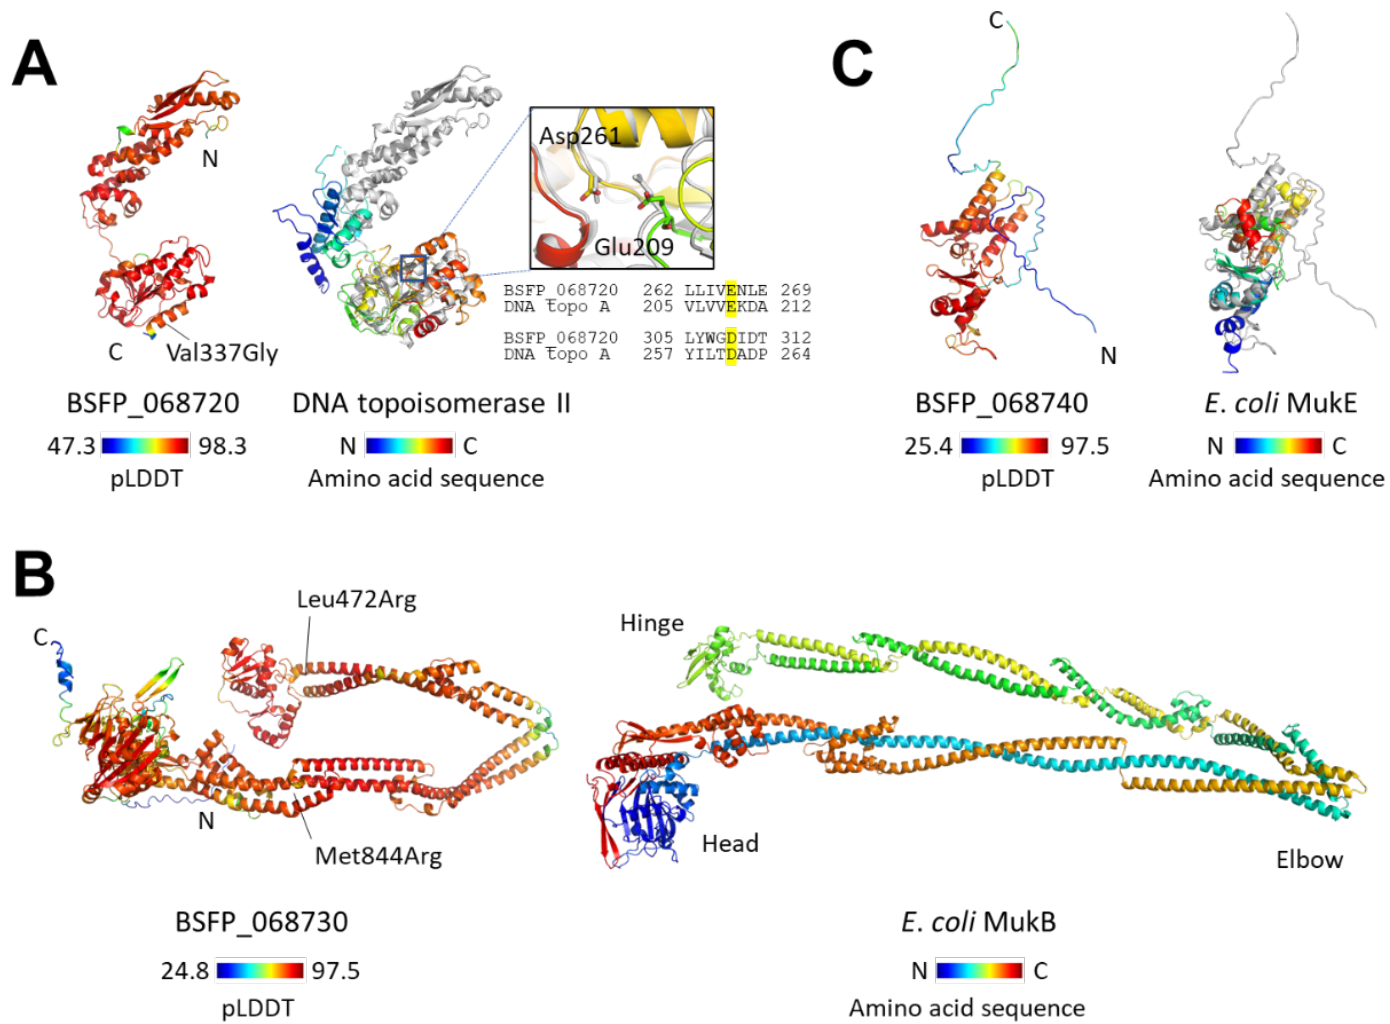 A
N
C
Val337Gly
Asp261
Glu209
BSFP_068720 262 LLIVENLE 269
DNA topo A 205 VLVVEKDA 212
BSFP_068720 305 LYWGDIDT 312
DNA topo A 257 YILTDADP 264
BSFP_068720
47.3 98.3
pLDDT
DNA topoisomerase II
N C
Amino acid sequence
C
C
N
BSFP_068740
25.4 97.5
pLDDT
E. coli MukE
N C
Amino acid sequence
B
C
Leu472Arg
N
Met844Arg
BSFP_068730
24.8 97.5
pLDDT
Hinge
Head
Elbow
E. coli MukB
N C
Amino acid sequence